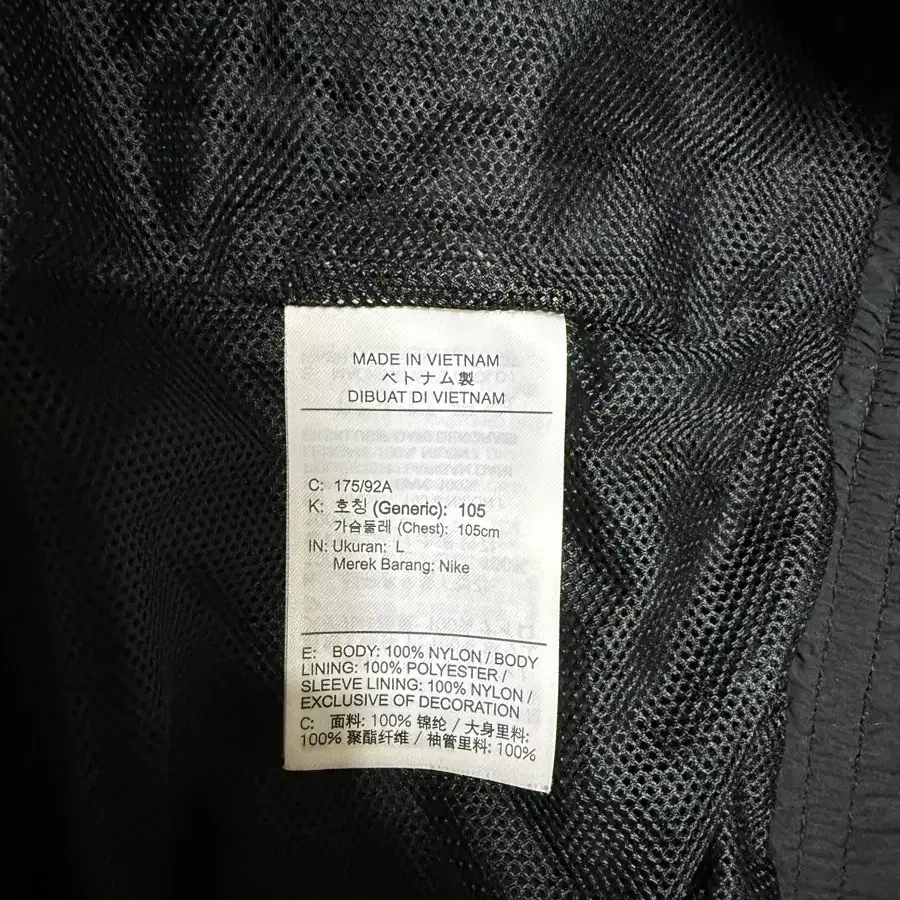 MADE IN VIETNAM
ベトナム製
DIBUAT DI VIETNAM
C: 175/92A
K: 호칭 (Generic): 105
가슴둘레 (Chest): 105cm
IN: Ukuran: L
Merek Barang: Nike
E: BODY: 100% NYLON / BODY
LINING: 100% POLYESTER /
SLEEVE LINING: 100% NYLON /
EXCLUSIVE OF DECORATION
C: 面料: 100% 锦纶 / 大身里料:
100% 聚酯纤维 / 袖管里料: 100%